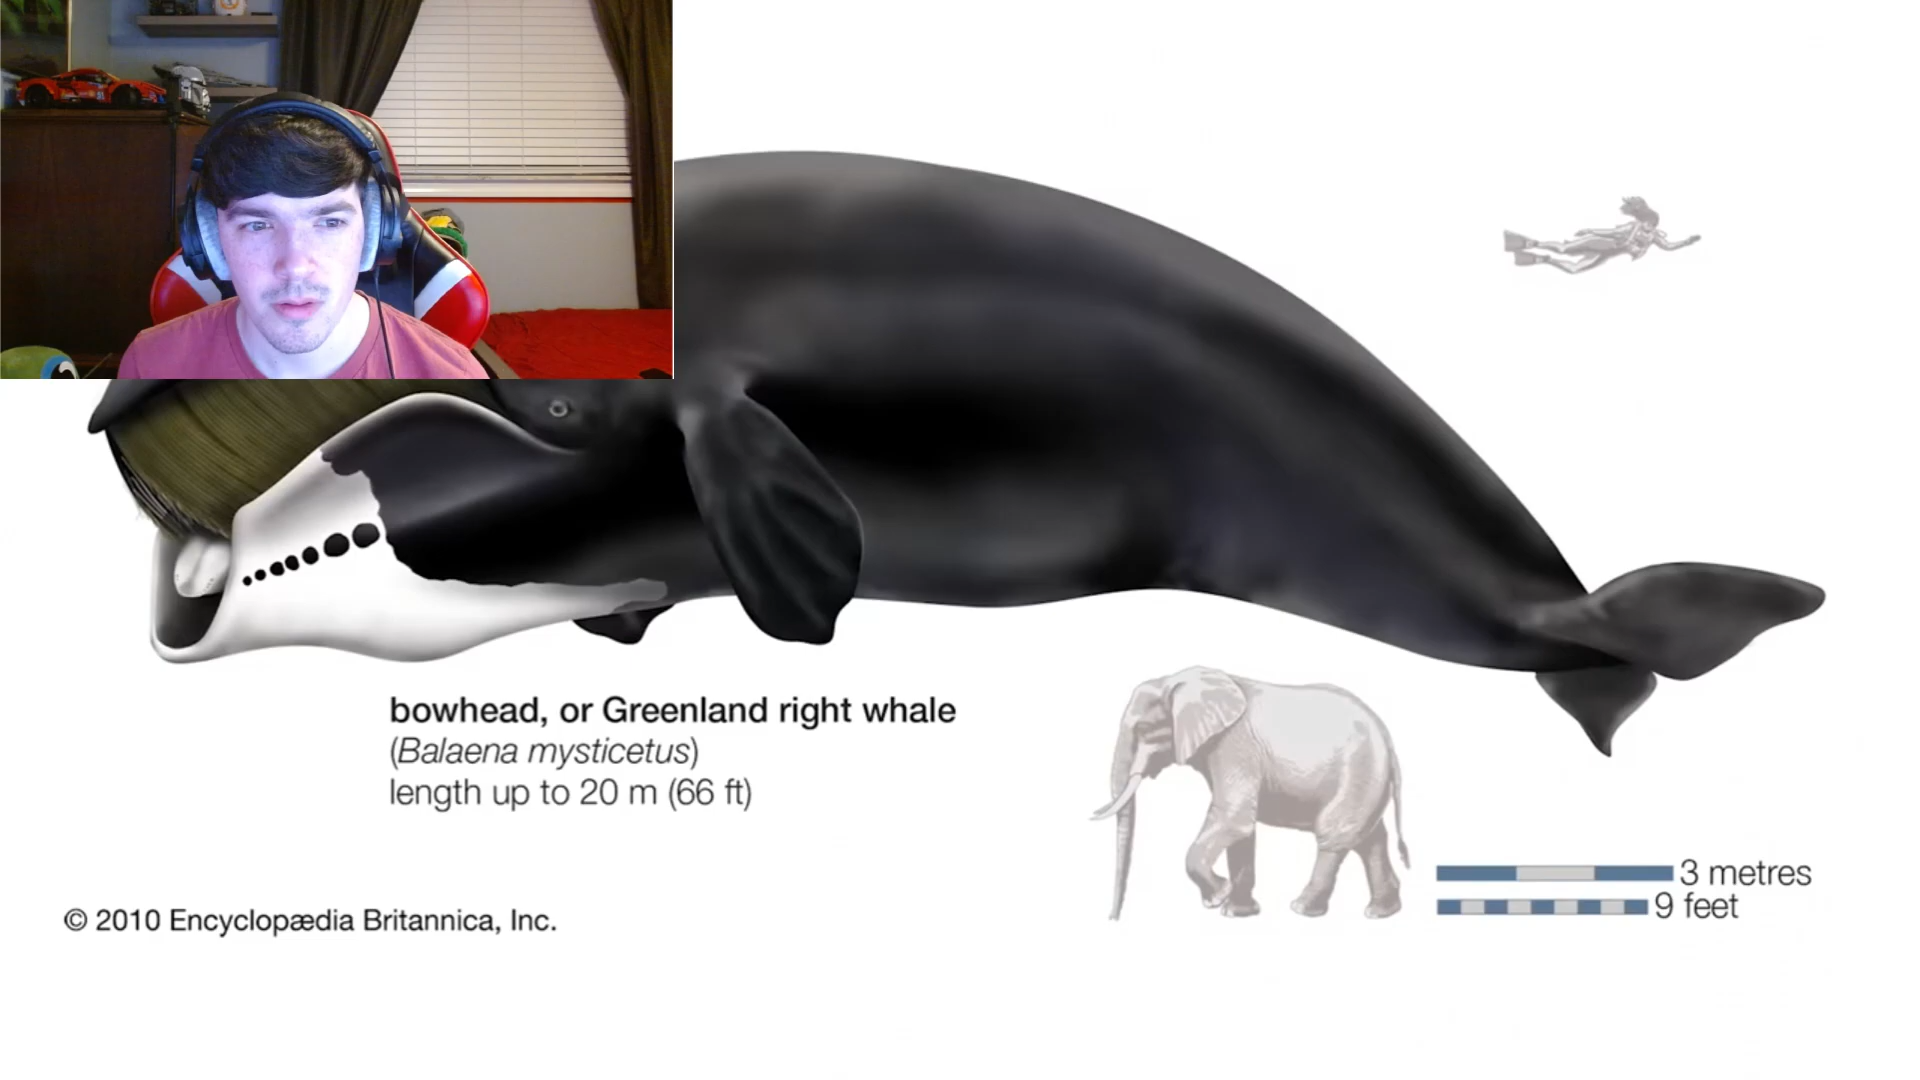 bowhead, or Greenland right whale
(Balaena mysticetus)
length up to 20 m (66 ft)
3 metres
9 feet
© 2010 Encyclopædia Britannica, Inc.